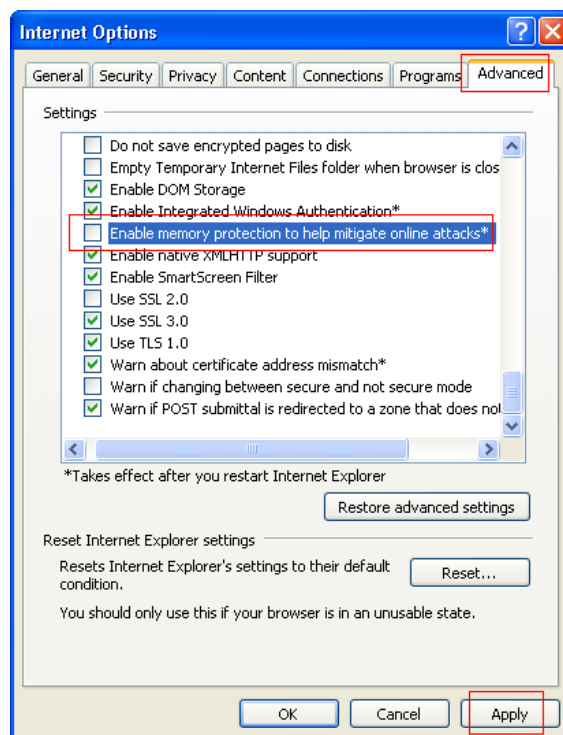 Internet Options
General Security Privacy Content Connections Programs Advanced
Settings
Do not save encrypted pages to disk
Empty Temporary Internet Files folder when browser is clos
Enable DOM Storage
Enable Integrated Windows Authentication*
Enable memory protection to help mitigate online attacks*
Enable native XMLHTTP support
Enable SmartScreen Filter
Use SSL 2.0
Use SSL 3.0
Use TLS 1.0
Warn about certificate address mismatch*
Warn if changing between secure and not secure mode
Warn if POST submittal is redirected to a zone that does not
*Takes effect after you restart Internet Explorer
Restore advanced settings
Reset Internet Explorer settings
Resets Internet Explorer's settings to their default
condition.
Reset...
You should only use this if your browser is in an unusable state.
OK Cancel Apply